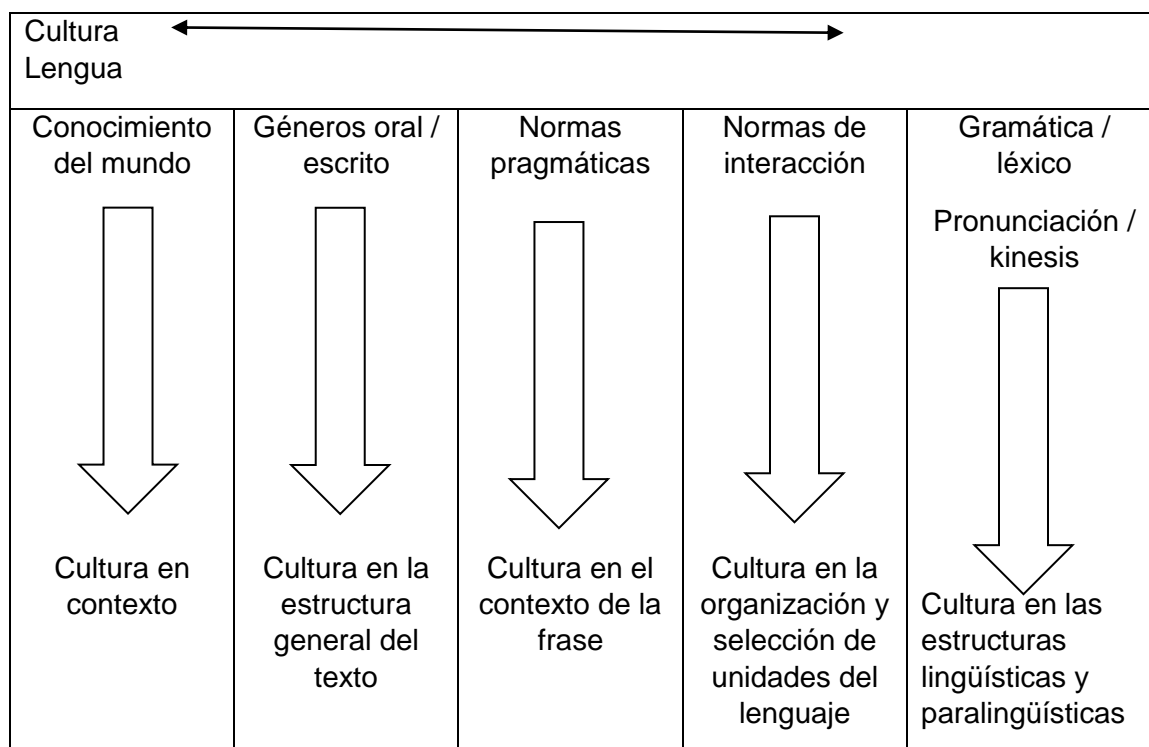 Cultura
Lengua
Conocimiento
del mundo
Géneros oral /
escrito
Normas
pragmáticas
Normas de
interacción
Gramática /
léxico
Pronunciación /
kinesis
Cultura en
contexto
Cultura en la
estructura
general del
texto
Cultura en el
contexto de la
frase
Cultura en la
organización y
selección de
unidades del
lenguaje
Cultura en las
estructuras
lingüísticas y
paralingüísticas